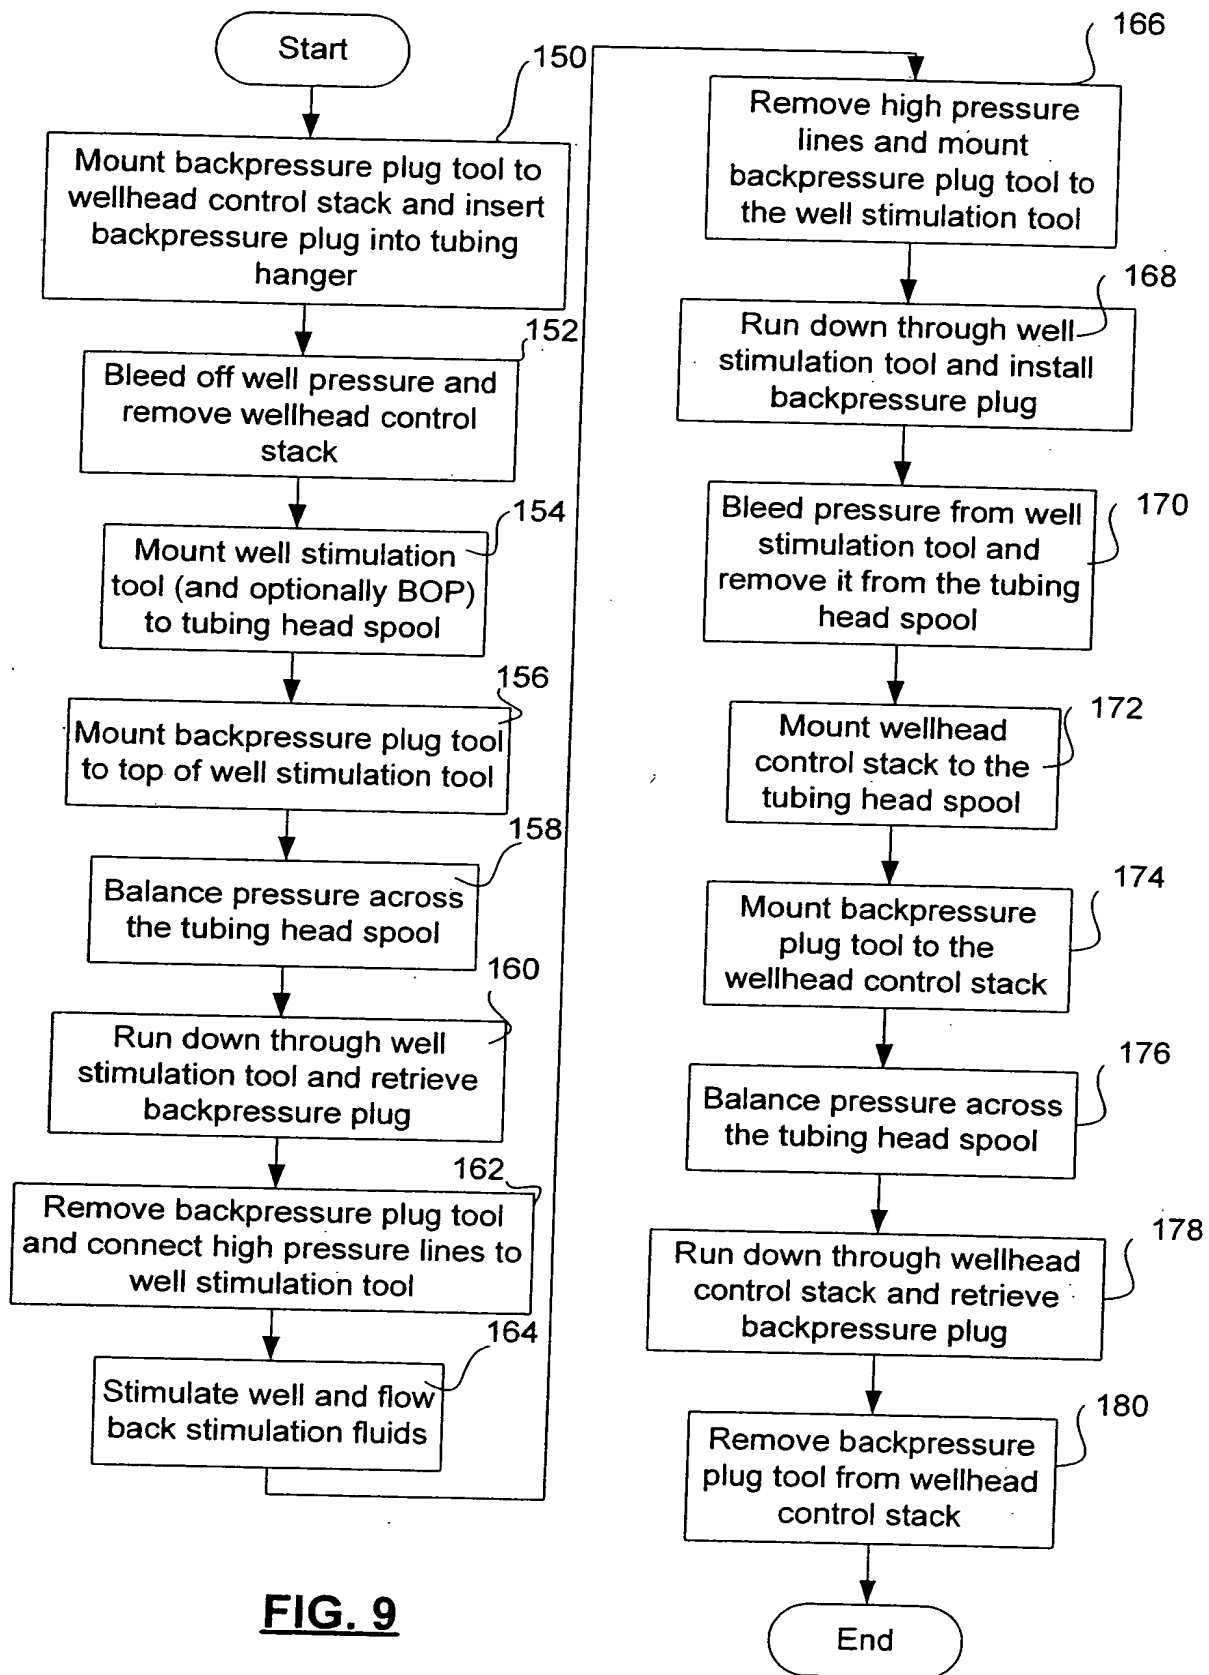 Start
150
Mount backpressure plug tool to
wellhead control stack and insert
backpressure plug into tubing
hanger
152
Bleed off well pressure and
remove wellhead control
stack
154
Mount well stimulation
tool (and optionally BOP)
to tubing head spool
156
Mount backpressure plug tool
to top of well stimulation tool
158
Balance pressure across
the tubing head spool
160
Run down through well
stimulation tool and retrieve
backpressure plug
162
Remove backpressure plug tool
and connect high pressure lines to
well stimulation tool
164
Stimulate well and flow
back stimulation fluids
166
Remove high pressure
lines and mount
backpressure plug tool to
the well stimulation tool
168
Run down through well
stimulation tool and install
backpressure plug
170
Bleed pressure from well
stimulation tool and
remove it from the tubing
head spool
172
Mount wellhead
control stack to the
tubing head spool
174
Mount backpressure
plug tool to the
wellhead control stack
176
Balance pressure across
the tubing head spool
178
Run down through wellhead
control stack and retrieve
backpressure plug
180
Remove backpressure
plug tool from wellhead
control stack
End
FIG. 9